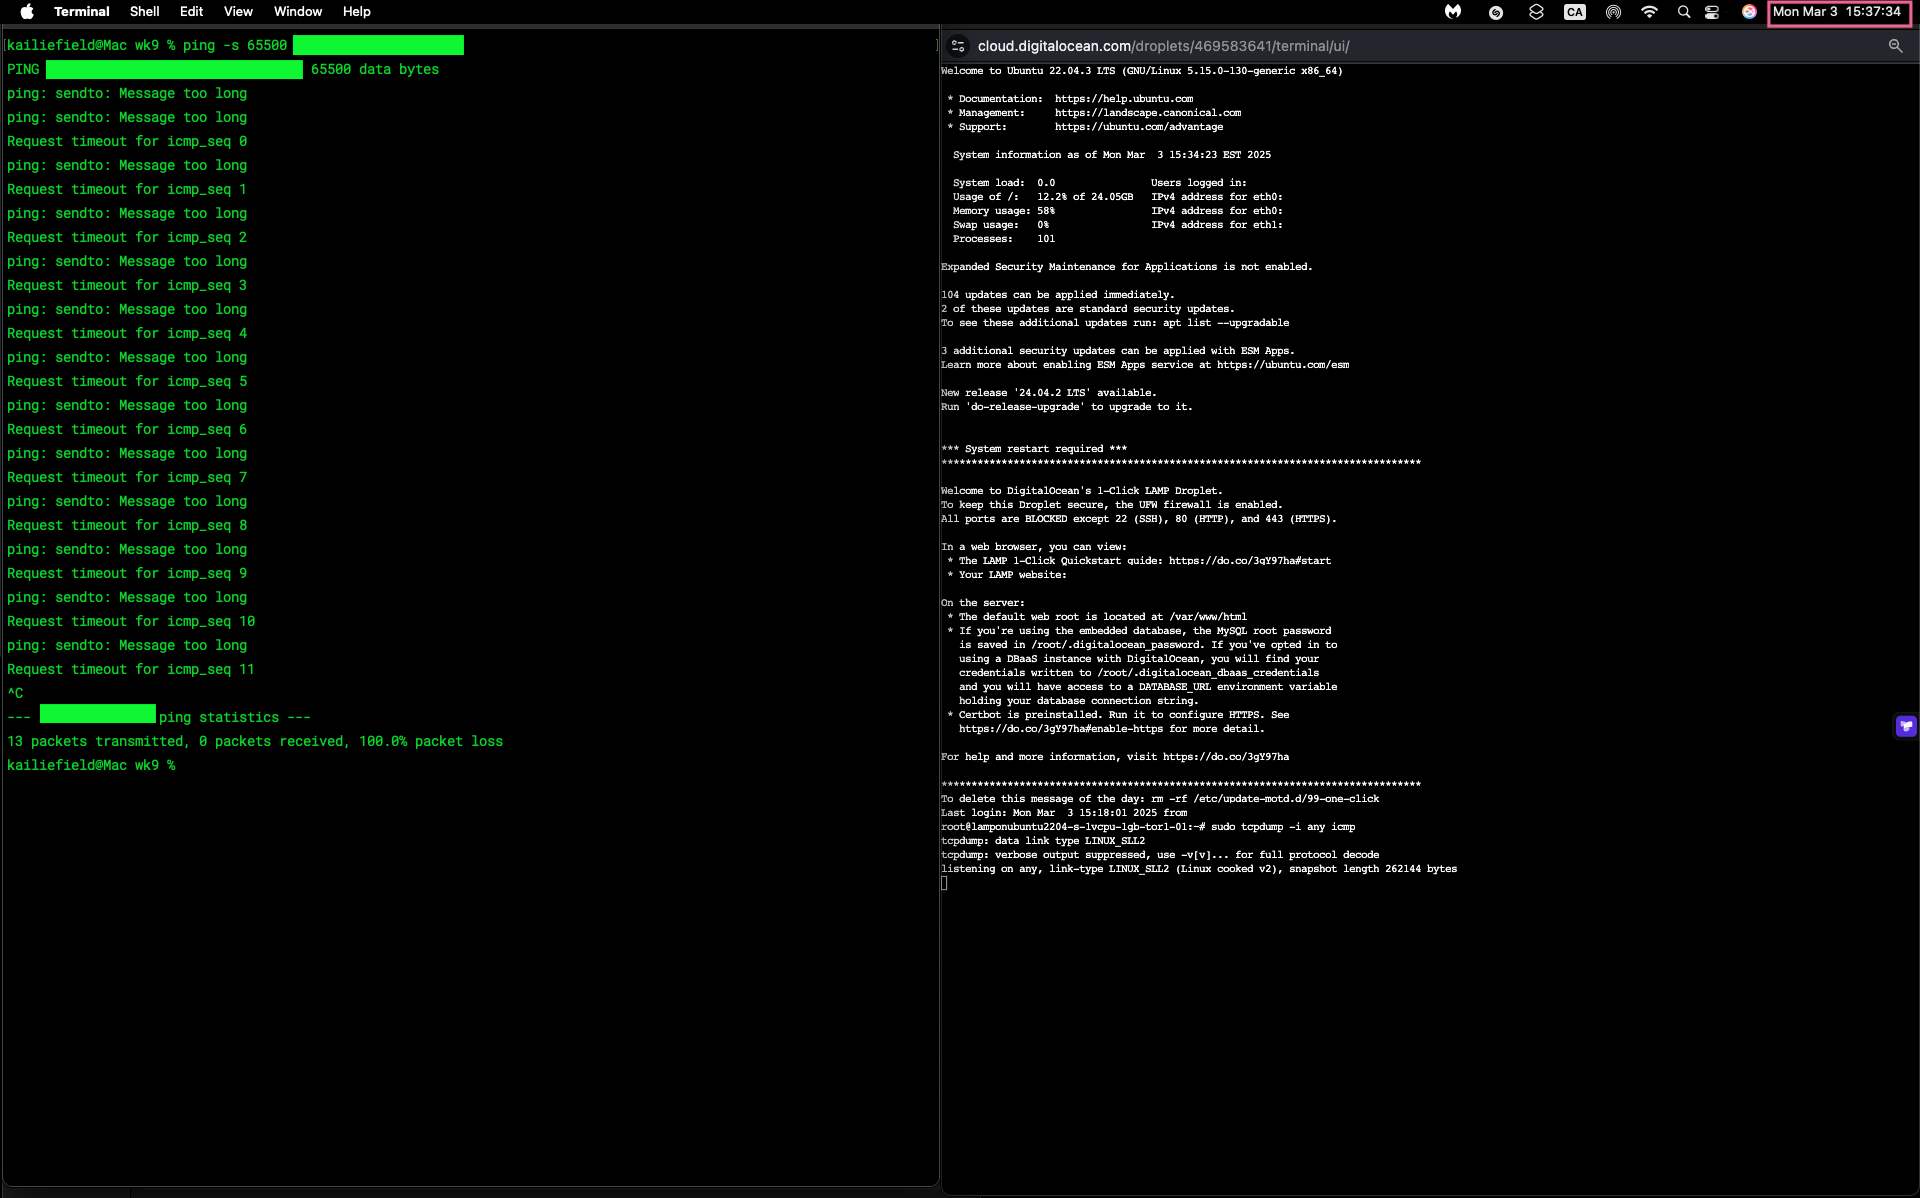 Terminal Shell Edit View Window Help CA Mon Mar 3 15:37:34
kailiefield@Mac wk9 % ping -s 65500
PING 65500 data bytes
ping: sendto: Message too long
ping: sendto: Message too long
Request timeout for icmp_seq 0
ping: sendto: Message too long
Request timeout for icmp_seq 1
ping: sendto: Message too long
Request timeout for icmp_seq 2
ping: sendto: Message too long
Request timeout for icmp_seq 3
ping: sendto: Message too long
Request timeout for icmp_seq 4
ping: sendto: Message too long
Request timeout for icmp_seq 5
ping: sendto: Message too long
Request timeout for icmp_seq 6
ping: sendto: Message too long
Request timeout for icmp_seq 7
ping: sendto: Message too long
Request timeout for icmp_seq 8
ping: sendto: Message too long
Request timeout for icmp_seq 9
ping: sendto: Message too long
Request timeout for icmp_seq 10
ping: sendto: Message too long
Request timeout for icmp_seq 11
^C
--- ping statistics ---
13 packets transmitted, 0 packets received, 100.0% packet loss
kailiefield@Mac wk9 %
cloud.digitalocean.com/droplets/469583641/terminal/ui/
Welcome to Ubuntu 22.04.3 LTS (GNU/Linux 5.15.0-130-generic x86_64)
* Documentation: https://help.ubuntu.com
* Management: https://landscape.canonical.com
* Support: https://ubuntu.com/advantage
System information as of Mon Mar 3 15:34:23 EST 2025
System load: 0.0 Users logged in:
Usage of /: 12.2% of 24.05GB IPv4 address for eth0:
Memory usage: 58% IPv4 address for eth0:
Swap usage: 0% IPv4 address for eth1:
Processes: 101
Expanded Security Maintenance for Applications is not enabled.
104 updates can be applied immediately.
2 of these updates are standard security updates.
To see these additional updates run: apt list --upgradable
3 additional security updates can be applied with ESM Apps.
Learn more about enabling ESM Apps service at https://ubuntu.com/esm
New release '24.04.2 LTS' available.
Run 'do-release-upgrade' to upgrade to it.
*** System restart required ***
********************************************************************************
Welcome to DigitalOcean's 1-Click LAMP Droplet.
To keep this Droplet secure, the UFW firewall is enabled.
All ports are BLOCKED except 22 (SSH), 80 (HTTP), and 443 (HTTPS).
In a web browser, you can view:
* The LAMP 1-Click Quickstart guide: https://do.co/3gY97ha#start
* Your LAMP website:
On the server:
* The default web root is located at /var/www/html
* If you're using the embedded database, the MySQL root password
is saved in /root/.digitalocean_password. If you've opted in to
using a DBaaS instance with DigitalOcean, you will find your
credentials written to /root/.digitalocean_dbaas_credentials
and you will have access to a DATABASE_URL environment variable
holding your database connection string.
* Certbot is preinstalled. Run it to configure HTTPS. See
https://do.co/3gY97ha#enable-https for more detail.
For help and more information, visit https://do.co/3gY97ha
********************************************************************************
To delete this message of the day: rm -rf /etc/update-motd.d/99-one-click
Last login: Mon Mar 3 15:18:01 2025 from
root@lamponubuntu2204-s-1vcpu-1gb-tor1-01:~# sudo tcpdump -i any icmp
tcpdump: data link type LINUX_SLL2
tcpdump: verbose output suppressed, use -v[v]... for full protocol decode
listening on any, link-type LINUX_SLL2 (Linux cooked v2), snapshot length 262144 bytes